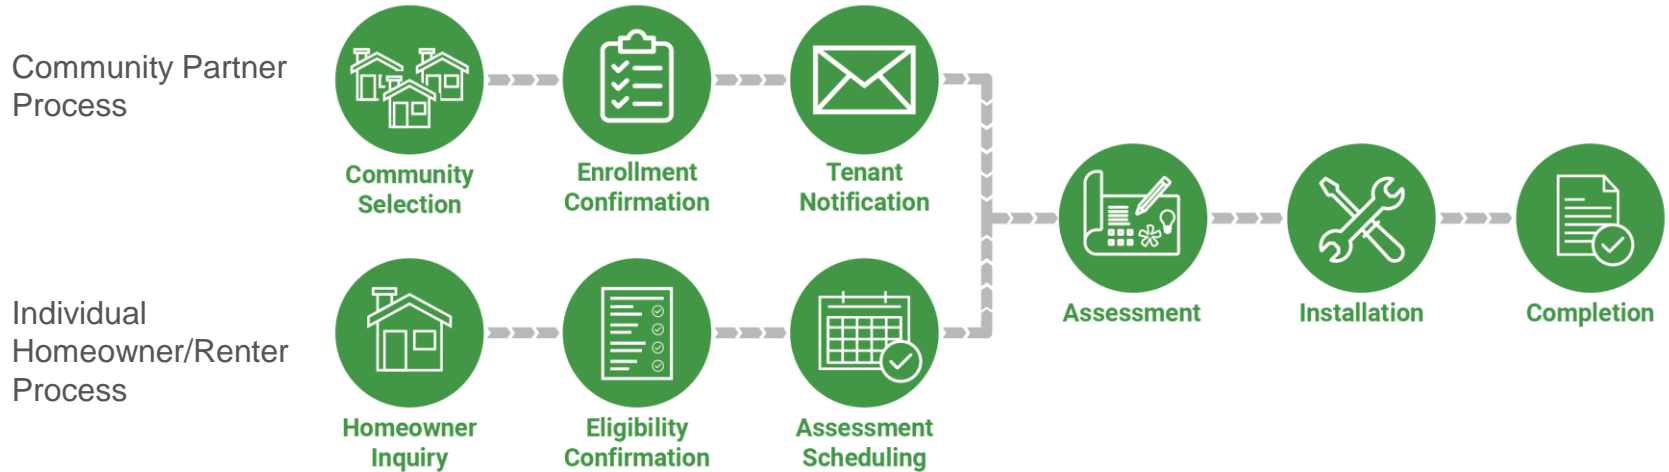 Community Partner
Process
Community
Selection
Enrollment
Confirmation
Tenant
Notification
Assessment
Installation
Completion
Individual
Homeowner/Renter
Process
Homeowner
Inquiry
Eligibility
Confirmation
Assessment
Scheduling